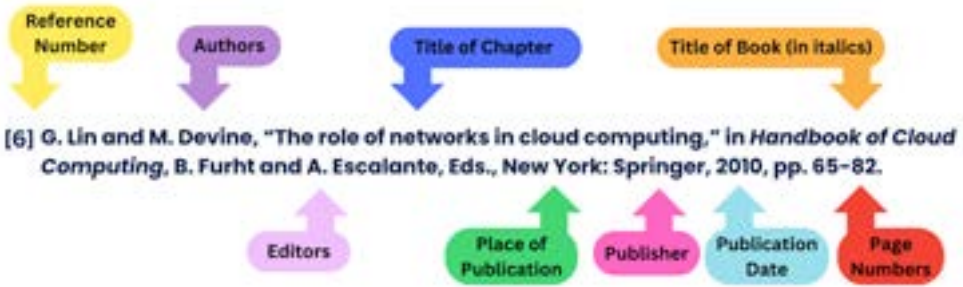 Reference
Number
Authors
Title of Chapter
Title of Book (in italics)
[6] G. Lin and M. Devine, “The role of networks in cloud computing,” in Handbook of Cloud
Computing, B. Furht and A. Escalante, Eds., New York: Springer, 2010, pp. 65–82.
Editors
Place of
Publication
Publisher
Publication
Date
Page
Numbers